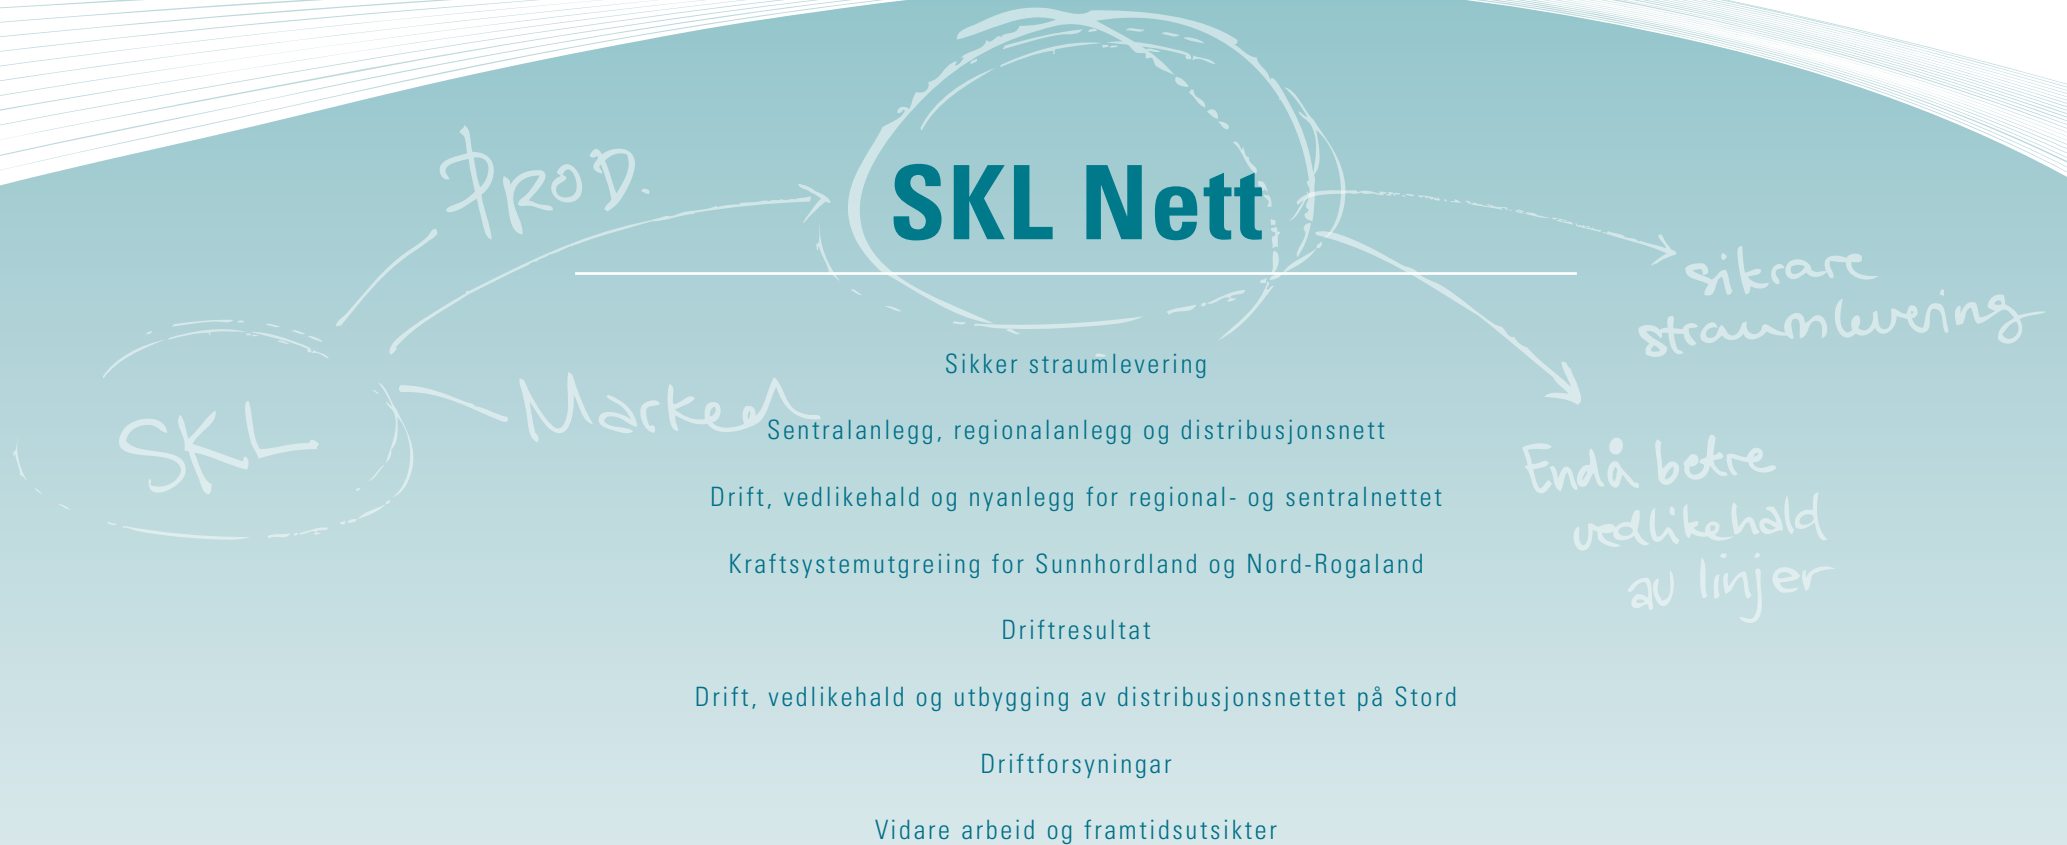 PROD.
SKL Nett
sikrare
straumlevering
Sikker straumlevering
SKL
Marked
Sentralanlegg, regionalanlegg og distribusjonsnett
Endå betre
vedlikehald
av linjer
Drift, vedlikehald og nyanlegg for regional- og sentralnettet
Kraftsystemutgreiing for Sunnhordland og Nord-Rogaland
Driftresultat
Drift, vedlikehald og utbygging av distribusjonsnettet på Stord
Driftforsyningar
Vidare arbeid og framtidsutsikter